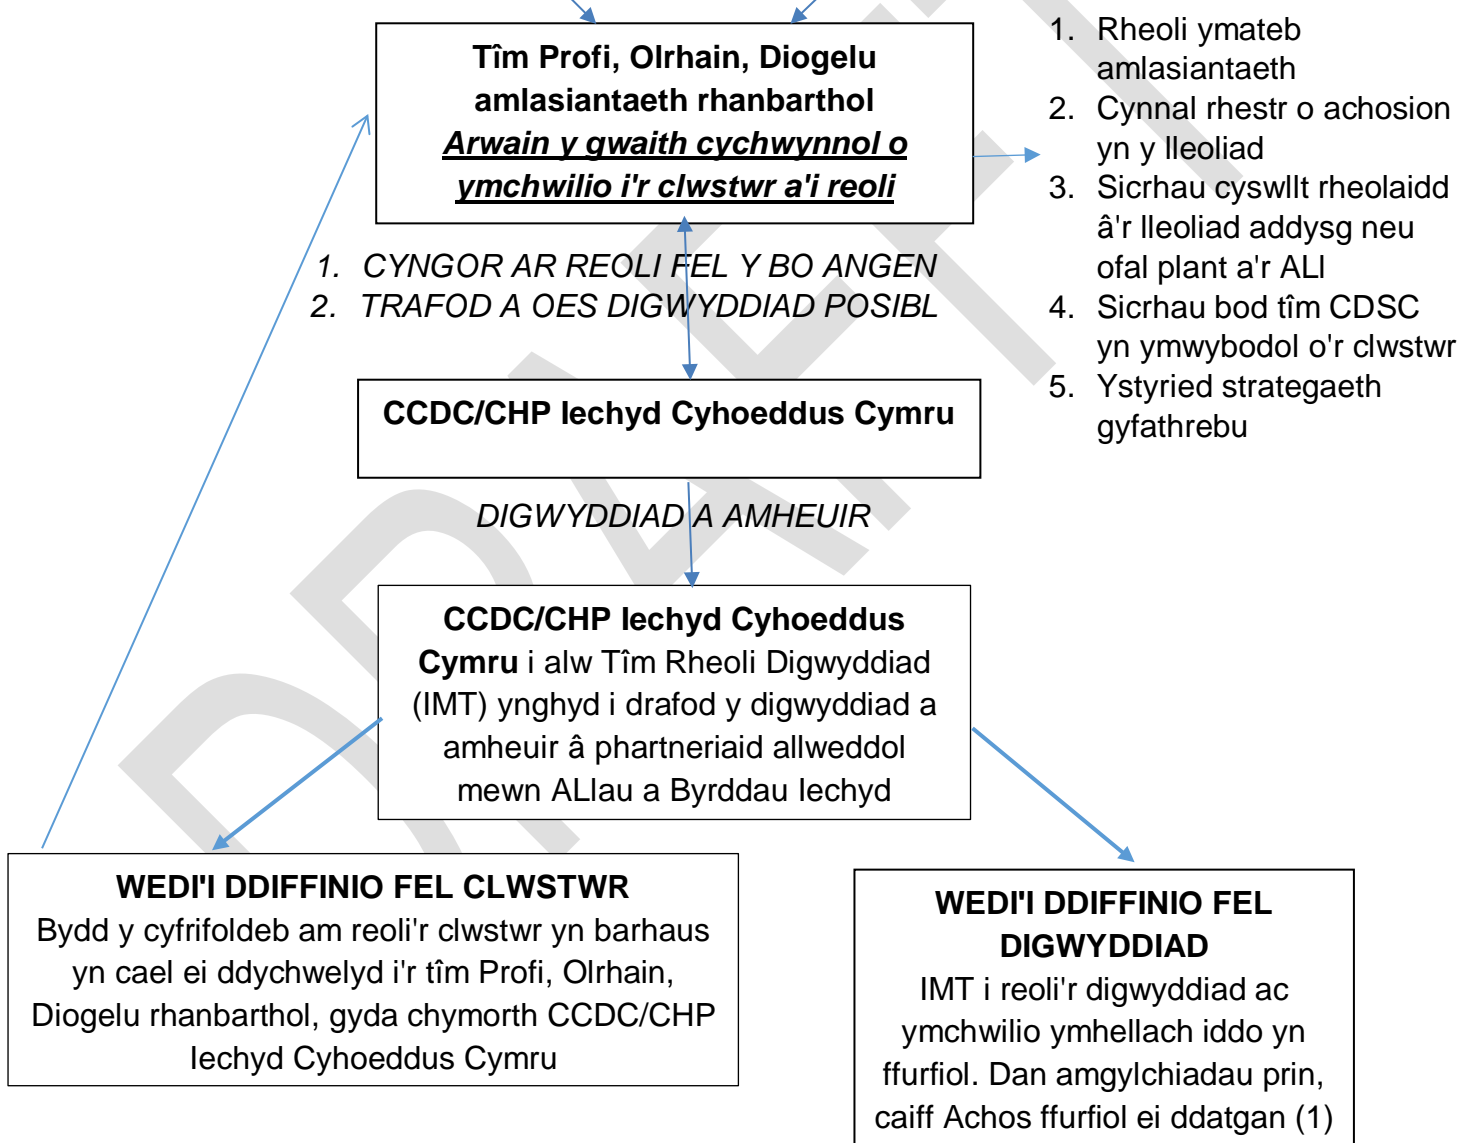 Tîm Profi, Olrhain, Diogelu
amlasiantaeth rhanbarthol
Arwain y gwaith cychwynnol o
ymchwilio i'r clwstwr a'i reoli
1. Rheoli ymateb
amlasiantaeth
2. Cynnal rhestr o achosion
yn y lleoliad
3. Sicrhau cyswllt rheolaidd
â'r lleoliad addysg neu
ofal plant a'r ALl
4. Sicrhau bod tîm CDSC
yn ymwybodol o'r clwstwr
5. Ystyried strategaeth
gyfathrebu
1. CYNGOR AR REOLI FEL Y BO ANGEN
2. TRAFOD A OES DIGWYDDIAD POSIBL
CCDC/CHP Iechyd Cyhoeddus Cymru
DIGWYDDIAD A AMHEUIR
CCDC/CHP Iechyd Cyhoeddus
Cymru i alw Tîm Rheoli Digwyddiad
(IMT) ynghyd i drafod y digwyddiad a
amheuir â phartneriaid allweddol
mewn ALlau a Byrddau Iechyd
WEDI'I DDIFFINIO FEL CLWSTWR
Bydd y cyfrifoldeb am reoli'r clwstwr yn barhaus
yn cael ei ddychwelyd i'r tîm Profi, Olrhain,
Diogelu rhanbarthol, gyda chymorth CCDC/CHP
Iechyd Cyhoeddus Cymru
WEDI'I DDIFFINIO FEL
DIGWYDDIAD
IMT i reoli'r digwyddiad ac
ymchwilio ymhellach iddo yn
ffurfiol. Dan amgylchiadau prin,
caiff Achos ffurfiol ei ddatgan (1)
DRAFT